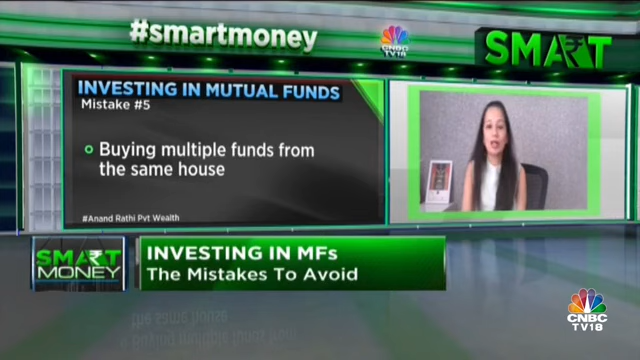 #smartmoney
CNBC
TV18
SMART
INVESTING IN MUTUAL FUNDS
Mistake #5
Buying multiple funds from
the same house
#Anand Rathi Pvt Wealth
SMART
MONEY
INVESTING IN MFs
The Mistakes To Avoid
CNBC
TV18